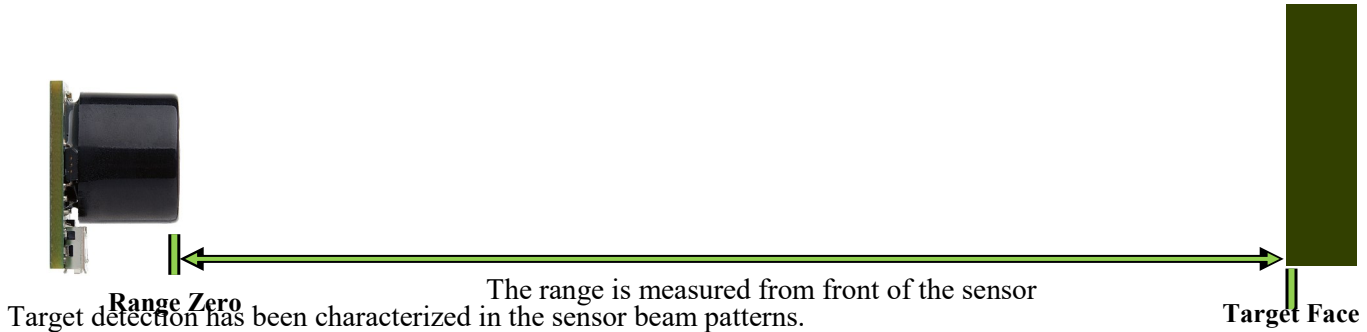 The range is measured from front of the sensor
Range Zero
Target Face
Target detection has been characterized in the sensor beam patterns.